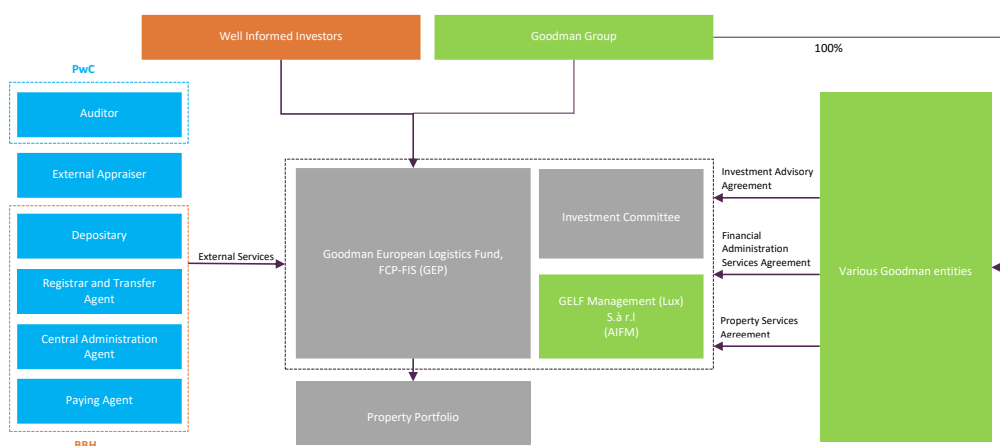 Well Informed Investors
Goodman Group
100%
PwC
Auditor
External Appraiser
Depositary
Registrar and Transfer
Agent
Central Administration
Agent
Paying Agent
BBH
External Services
Goodman European Logistics Fund,
FCP-FIS (GEP)
Investment Committee
GELF Management (Lux)
S.à r.l
(AIFM)
Property Portfolio
Investment Advisory
Agreement
Financial
Administration
Services Agreement
Property Services
Agreement
Various Goodman entities